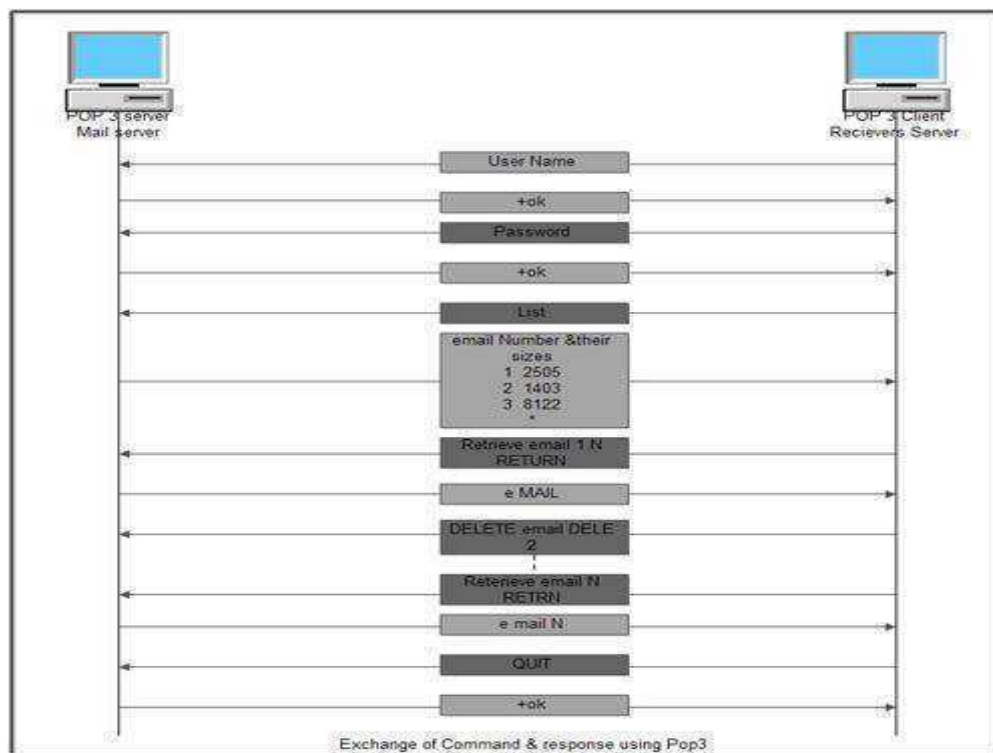 POP 3 server
Mail server
POP 3 Client
Recievers Server
User Name
+ok
Password
+ok
List
email Number &their
sizes
1 2505
2 1403
3 8122
*
Retrieve email 1 N
RETURN
e MAIL
DELETE email DELE
2
Reterieve email N
RETRN
e mail N
QUIT
+ok
Exchange of Command & response using Pop3